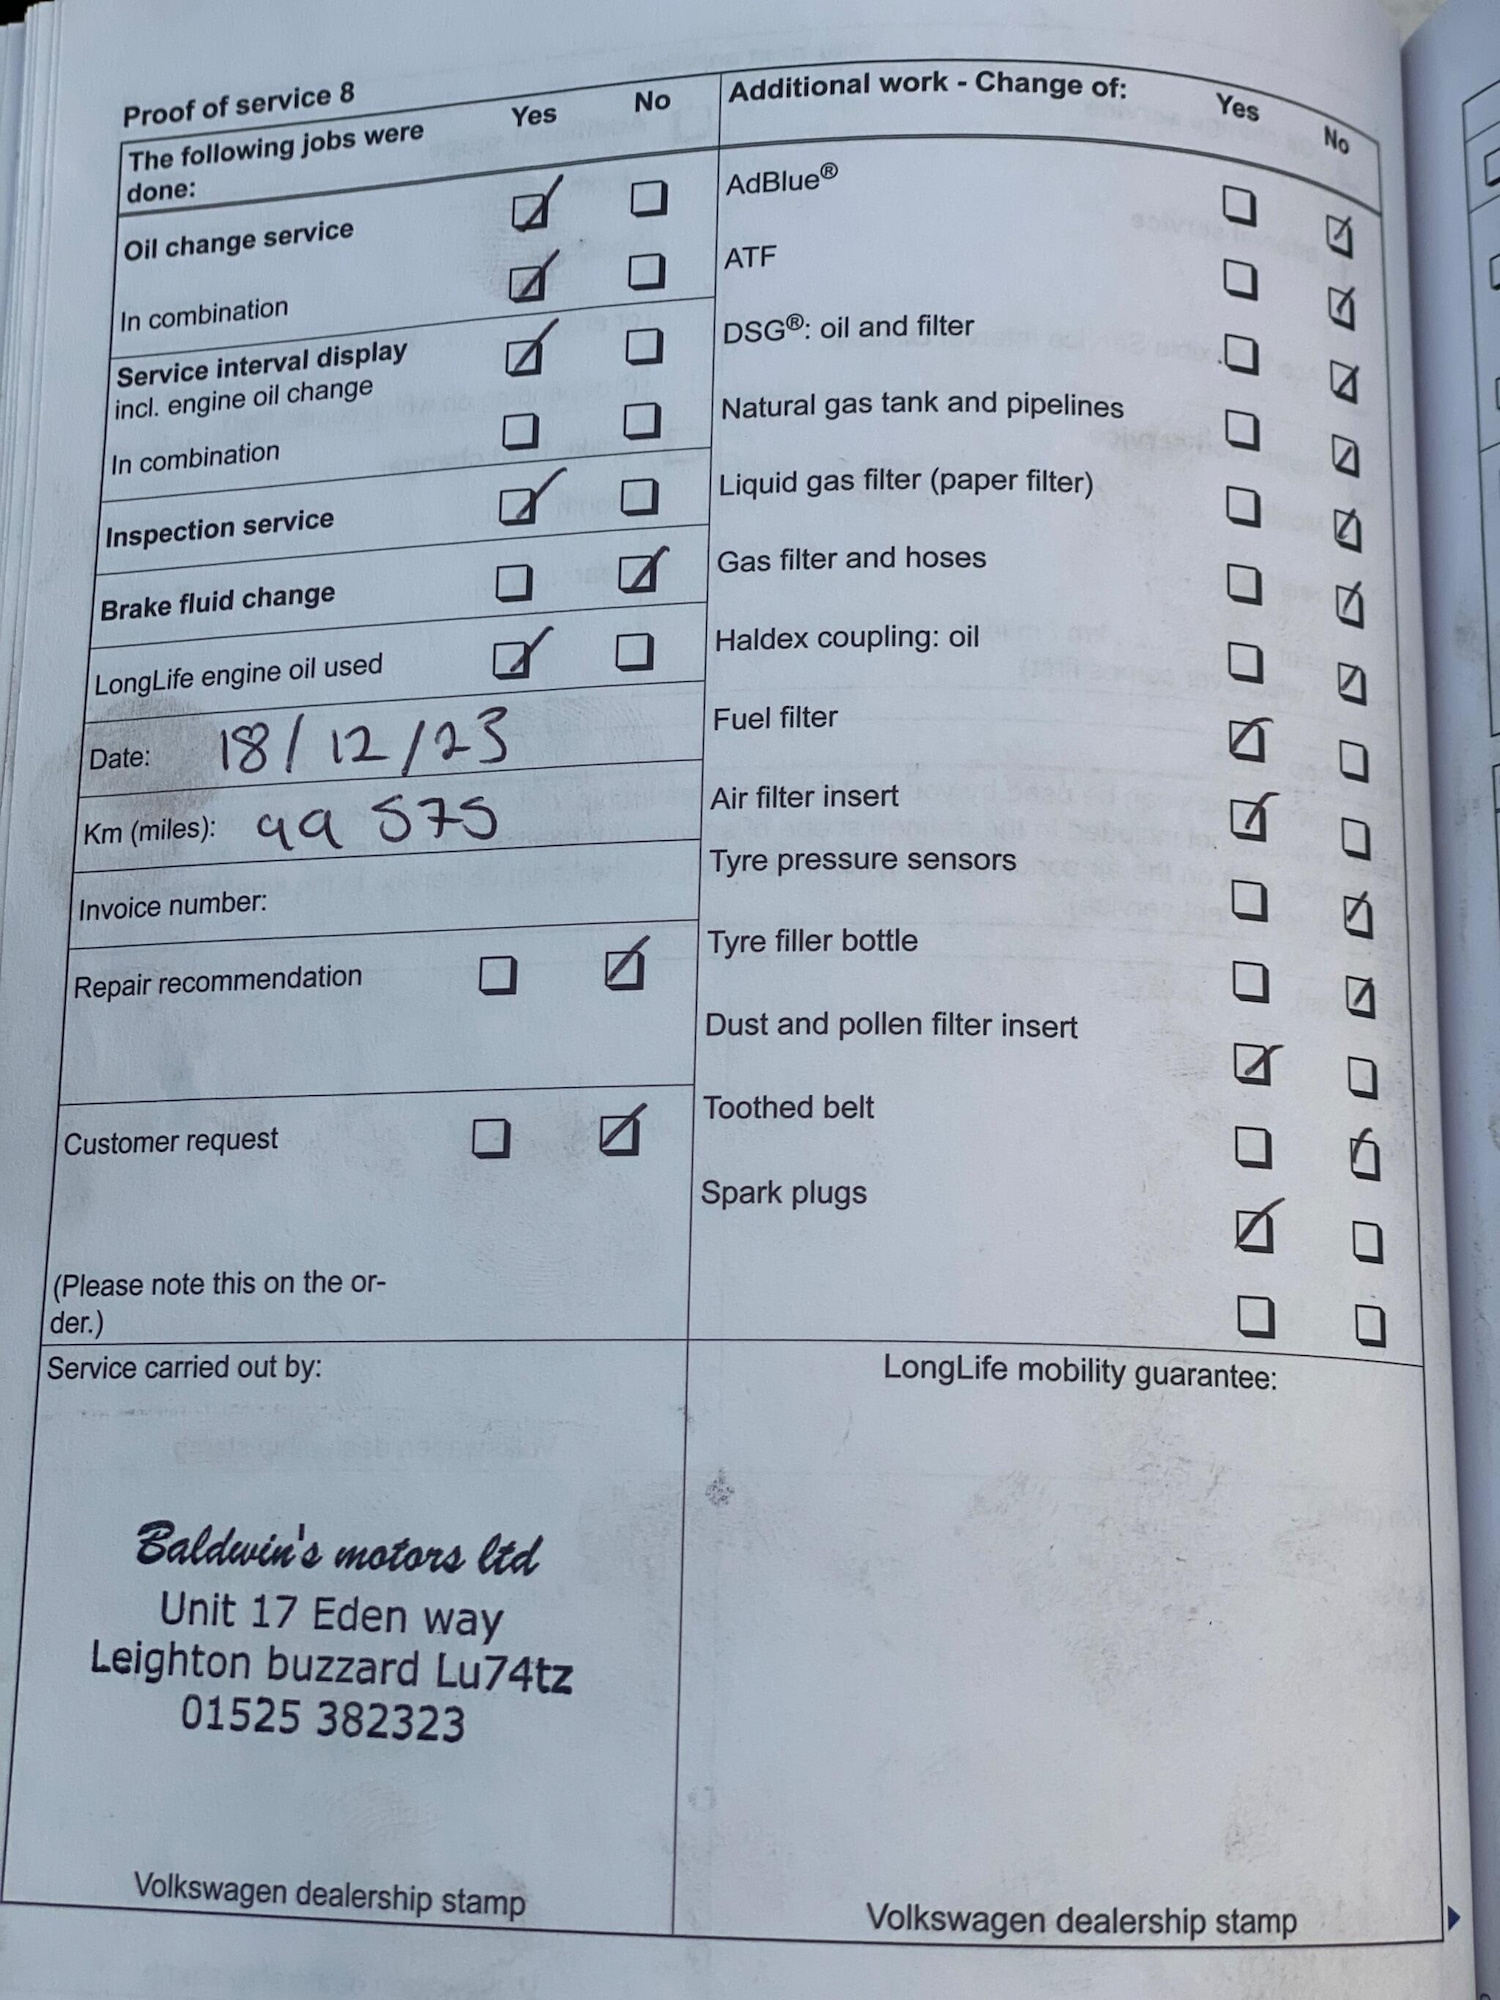 Proof of service 8
The following jobs were
done:
Yes
No
Oil change service
In combination
Service interval display
incl. engine oil change
In combination
Inspection service
Brake fluid change
LongLife engine oil used
Date: 18/12/23
Km (miles): 99 575
Invoice number:
Repair recommendation
Customer request
(Please note this on the or-
der.)
Additional work - Change of:
Yes
No
AdBlue®
ATF
DSG®: oil and filter
Natural gas tank and pipelines
Liquid gas filter (paper filter)
Gas filter and hoses
Haldex coupling: oil
Fuel filter
Air filter insert
Tyre pressure sensors
Tyre filler bottle
Dust and pollen filter insert
Toothed belt
Spark plugs
Service carried out by:
Baldwin's motors ltd
Unit 17 Eden way
Leighton buzzard Lu74tz
01525 382323
Volkswagen dealership stamp
LongLife mobility guarantee:
Volkswagen dealership stamp